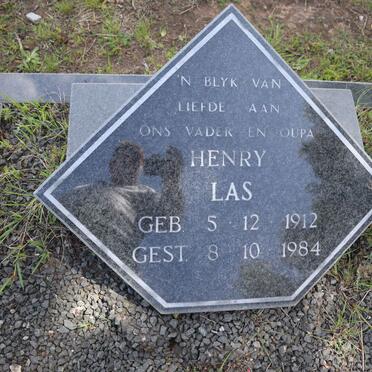 'N BLYK VAN
LIEFDE AAN
ONS VADER EN OUPA
HENRY
LAS
GEB. 5 · 12 · 1912
GEST. 8 · 10 · 1984